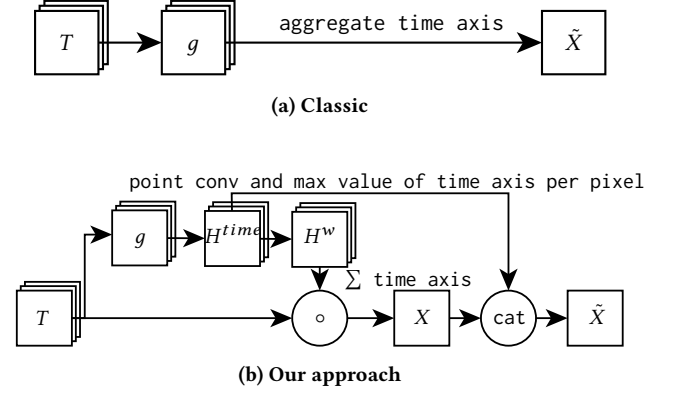 T g aggregate time axis X̃
(a) Classic
point conv and max value of time axis per pixel
g H^{time} H^w
∑ time axis
T ∘ X cat X̃
(b) Our approach